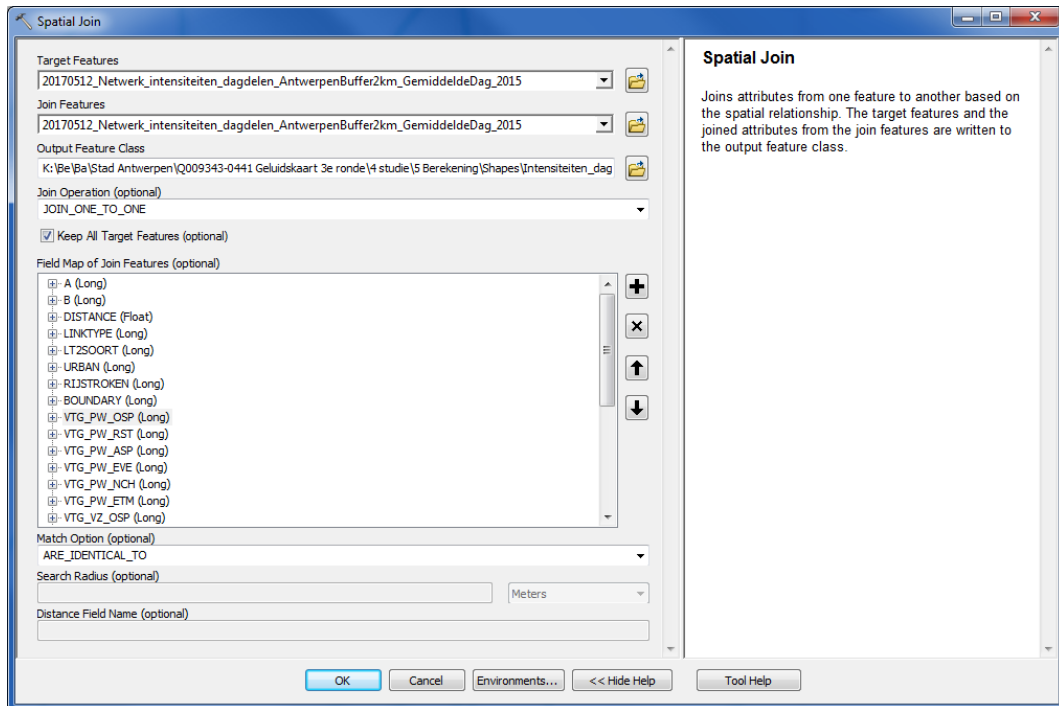 Spatial Join
Target Features
20170512_Netwerk_intensiteiten_dagdelen_AntwerpenBuffer2km_GemiddeldeDag_2015
Join Features
20170512_Netwerk_intensiteiten_dagdelen_AntwerpenBuffer2km_GemiddeldeDag_2015
Output Feature Class
K:\Be\Ba\Stad Antwerpen\Q009343-0441 Geluidskaart 3e ronde\4 studie\5 Berekening\Shapes\Intensiteiten_dag
Join Operation (optional)
JOIN_ONE_TO_ONE
Keep All Target Features (optional)
Field Map of Join Features (optional)
A (Long)
B (Long)
DISTANCE (Float)
LINKTYPE (Long)
LT2SOORT (Long)
URBAN (Long)
RIJSTROKEN (Long)
BOUNDARY (Long)
VTG_PW_OSP (Long)
VTG_PW_RST (Long)
VTG_PW_ASP (Long)
VTG_PW_EVE (Long)
VTG_PW_NCH (Long)
VTG_PW_ETM (Long)
VTG_VZ_OSP (Long)
Match Option (optional)
ARE_IDENTICAL_TO
Search Radius (optional)
Meters
Distance Field Name (optional)
OK
Cancel
Environments...
<< Hide Help
Tool Help
Spatial Join
Joins attributes from one feature to another based on
the spatial relationship. The target features and the
joined attributes from the join features are written to
the output feature class.